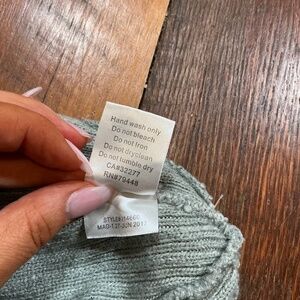 Hand wash only
Do not bleach
Do not Iron
Do not dryclean
Do not tumble dry
CA#32277
RN#79448